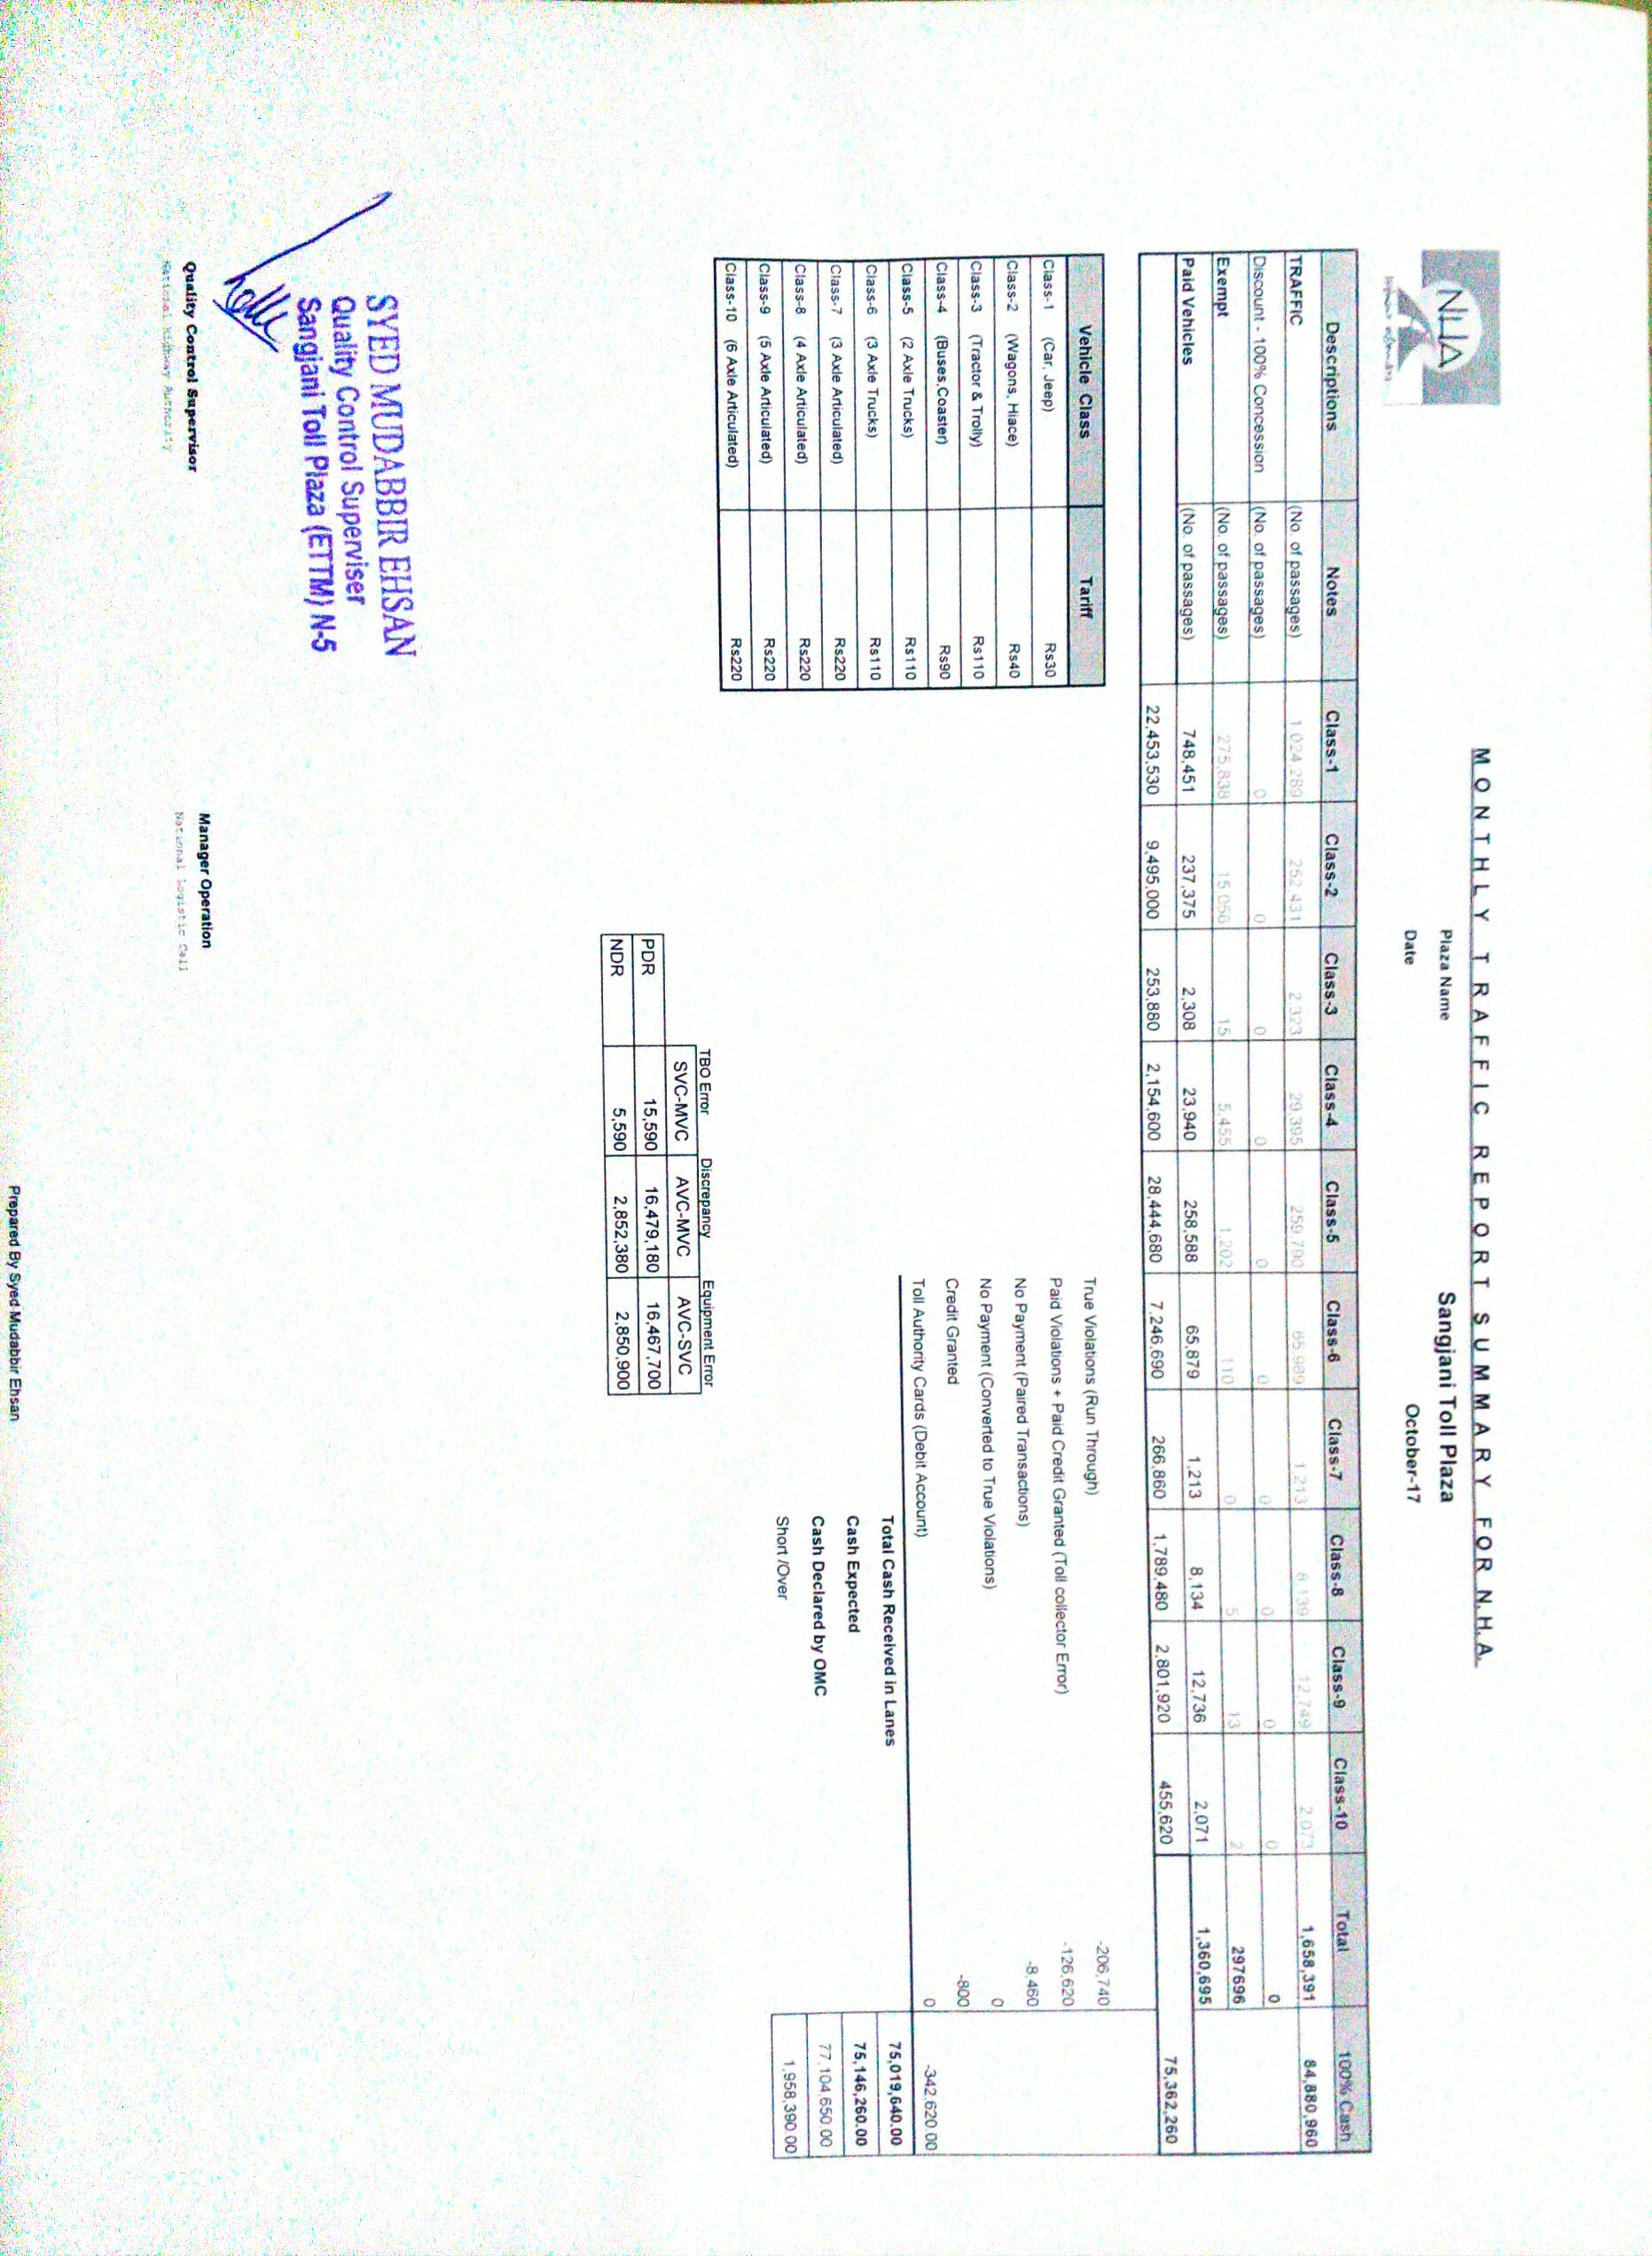 NHA
MONTHLY TRAFFIC REPORT SUMMARY FOR N.H.A.
Plaza Name Sangjani Toll Plaza
Date October-17
Descriptions Notes Class-1 Class-2 Class-3 Class-4 Class-5 Class-6 Class-7 Class-8 Class-9 Class-10 Total 100% Cash
TRAFFIC (No. of passages) 1,024,289 252,431 2,323 29,395 259,790 65,989 1,213 8,139 12,749 2,073 1,658,391 84,880,960
Discount - 100% Concession (No. of passages) 0 0 0 0 0 0 0 0 0 0 0
Exempt (No. of passages) 275,838 15,056 15 5,455 1,202 110 0 5 13 2 297696
Paid Vehicles (No. of passages) 748,451 237,375 2,308 23,940 258,588 65,879 1,213 8,134 12,736 2,071 1,360,695
22,453,530 9,495,000 253,880 2,154,600 28,444,680 7,246,690 266,860 1,789,480 2,801,920 455,620 75,362,260
Vehicle Class Tariff
Class-1 (Car, Jeep) Rs30
Class-2 (Wagons, Hiace) Rs40
Class-3 (Tractor & Trolly) Rs110
Class-4 (Buses,Coaster) Rs90
Class-5 (2 Axle Trucks) Rs110
Class-6 (3 Axle Trucks) Rs110
Class-7 (3 Axle Articulated) Rs220
Class-8 (4 Axle Articulated) Rs220
Class-9 (5 Axle Articulated) Rs220
Class-10 (6 Axle Articulated) Rs220
True Violations (Run Through) -206,740
Paid Violations + Paid Credit Granted (Toll collector Error) -126,620
No Payment (Paired Transactions) -8,460
No Payment (Converted to True Violations) 0
Credit Granted -800
Toll Authority Cards (Debit Account) 0 -342,620.00
Total Cash Received in Lanes 75,019,640.00
Cash Expected 75,146,260.00
Cash Declared by OMC 77,104,650.00
Short /Over 1,958,390.00
TBO Error Discrepancy Equipment Error
SVC-MVC AVC-MVC AVC-SVC
PDR 15,590 16,479,180 16,467,700
NDR 5,590 2,852,380 2,850,900
SYED MUDABBIR EHSAN
Quality Control Superviser
Sangjani Toll Plaza (ETTM) N-5
Quality Control Supervisor
National Highway Authority
Manager Operation
National Logistic Cell
Prepared By Syed Mudabbir Ehsan